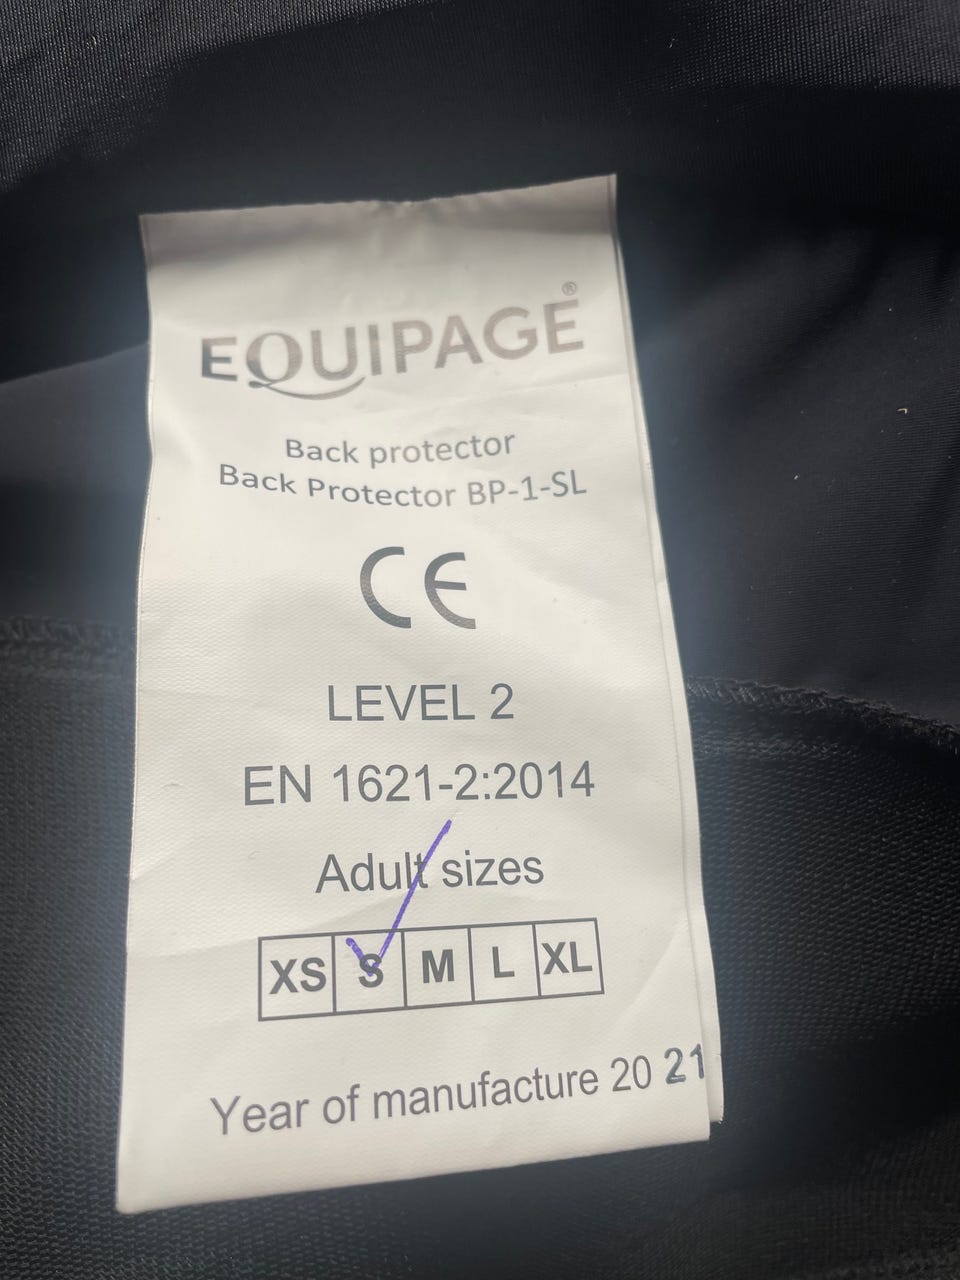 EQUIPAGE®
Back protector
Back Protector BP-1-SL
CE
LEVEL 2
EN 1621-2:2014
Adult sizes
XS S M L XL
Year of manufacture 20 21